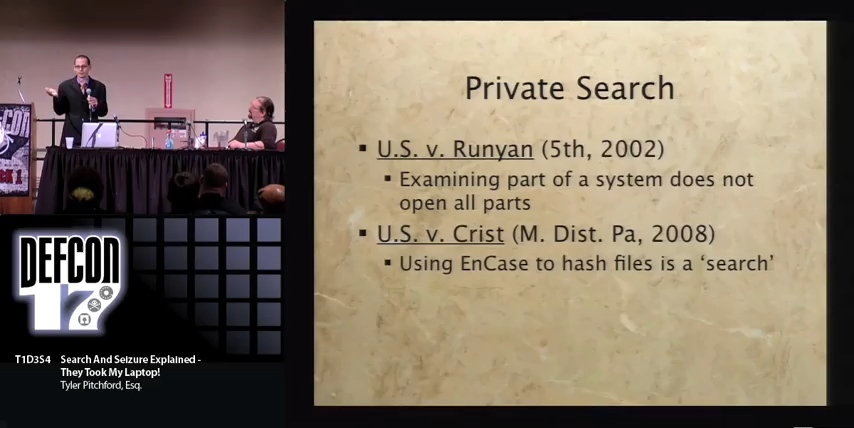 Private Search
▪ U.S. v. Runyan (5th, 2002)
▪ Examining part of a system does not
open all parts
▪ U.S. v. Crist (M. Dist. Pa, 2008)
▪ Using EnCase to hash files is a ‘search’
DEFCON
DEFCON
17
T1D3S4 Search And Seizure Explained -
They Took My Laptop!
Tyler Pitchford, Esq.